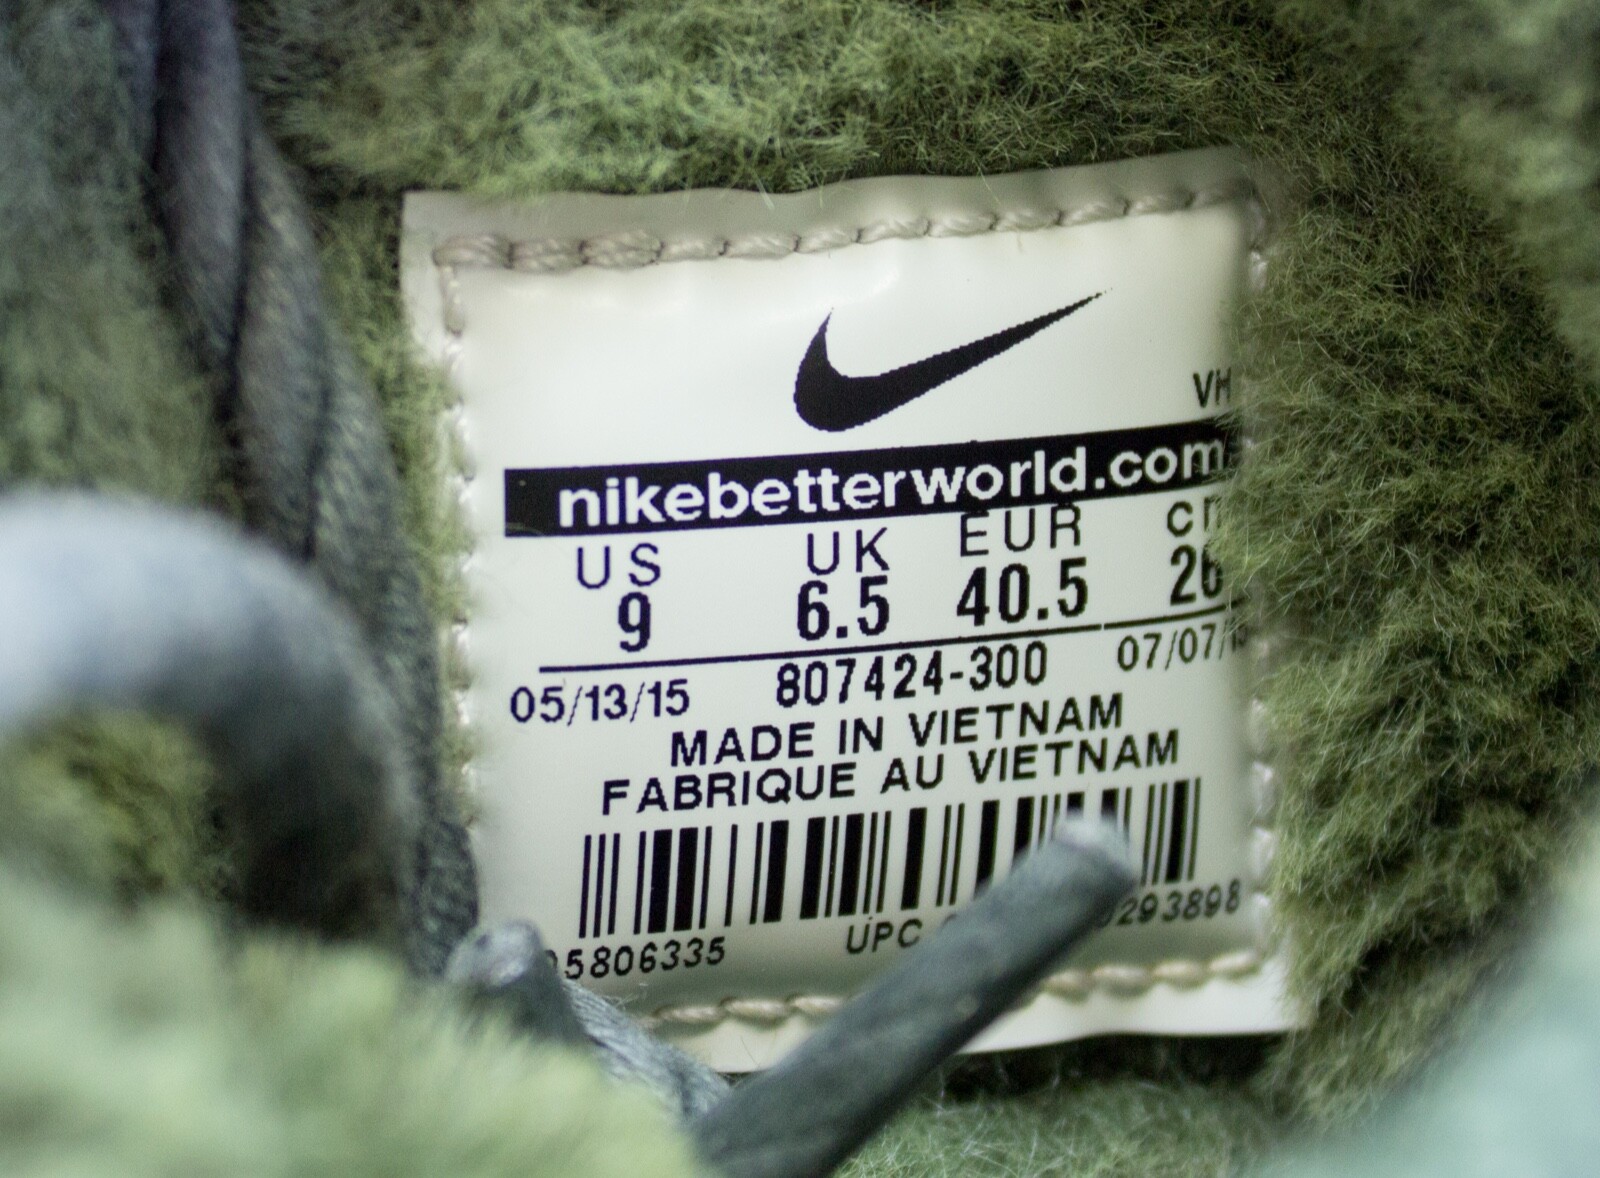 VH
nikebetterworld.com
US UK EUR
9 6.5 40.5 26
05/13/15 807424-300
MADE IN VIETNAM
FABRIQUE AU VIETNAM
5806335 UPC 293898